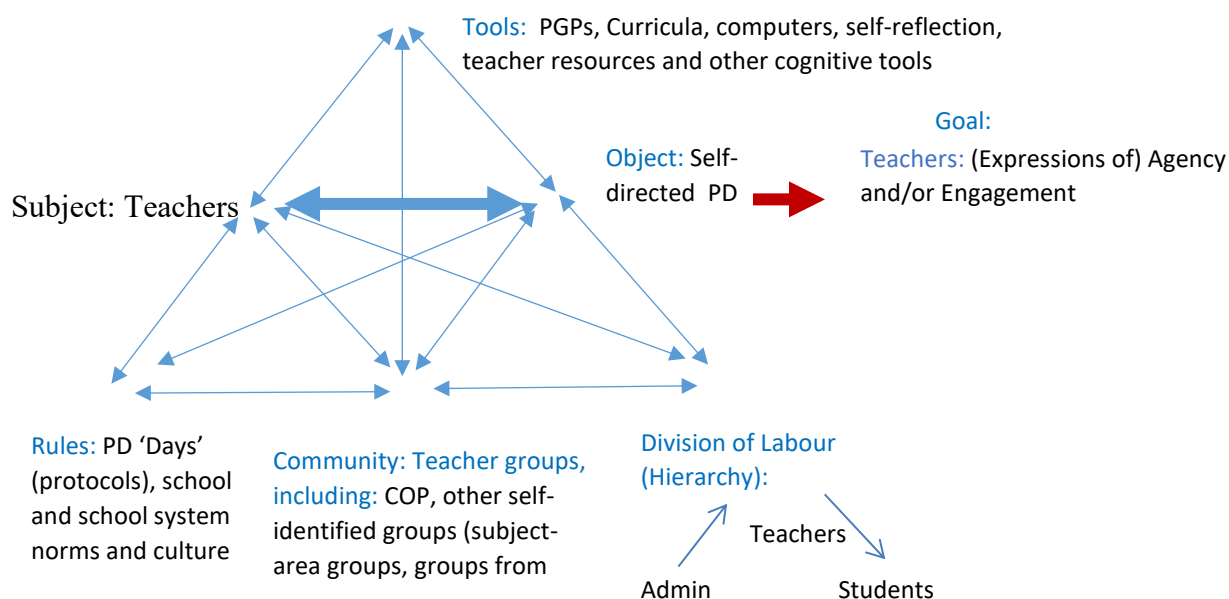 Tools: PGPs, Curricula, computers, self-reflection,
teacher resources and other cognitive tools
Goal:
Object: Self-
directed PD
Teachers: (Expressions of) Agency
and/or Engagement
Subject: Teachers
Rules: PD ‘Days’
(protocols), school
and school system
norms and culture
Community: Teacher groups,
including: COP, other self-
identified groups (subject-
area groups, groups from
Division of Labour
(Hierarchy):
Teachers
Admin
Students